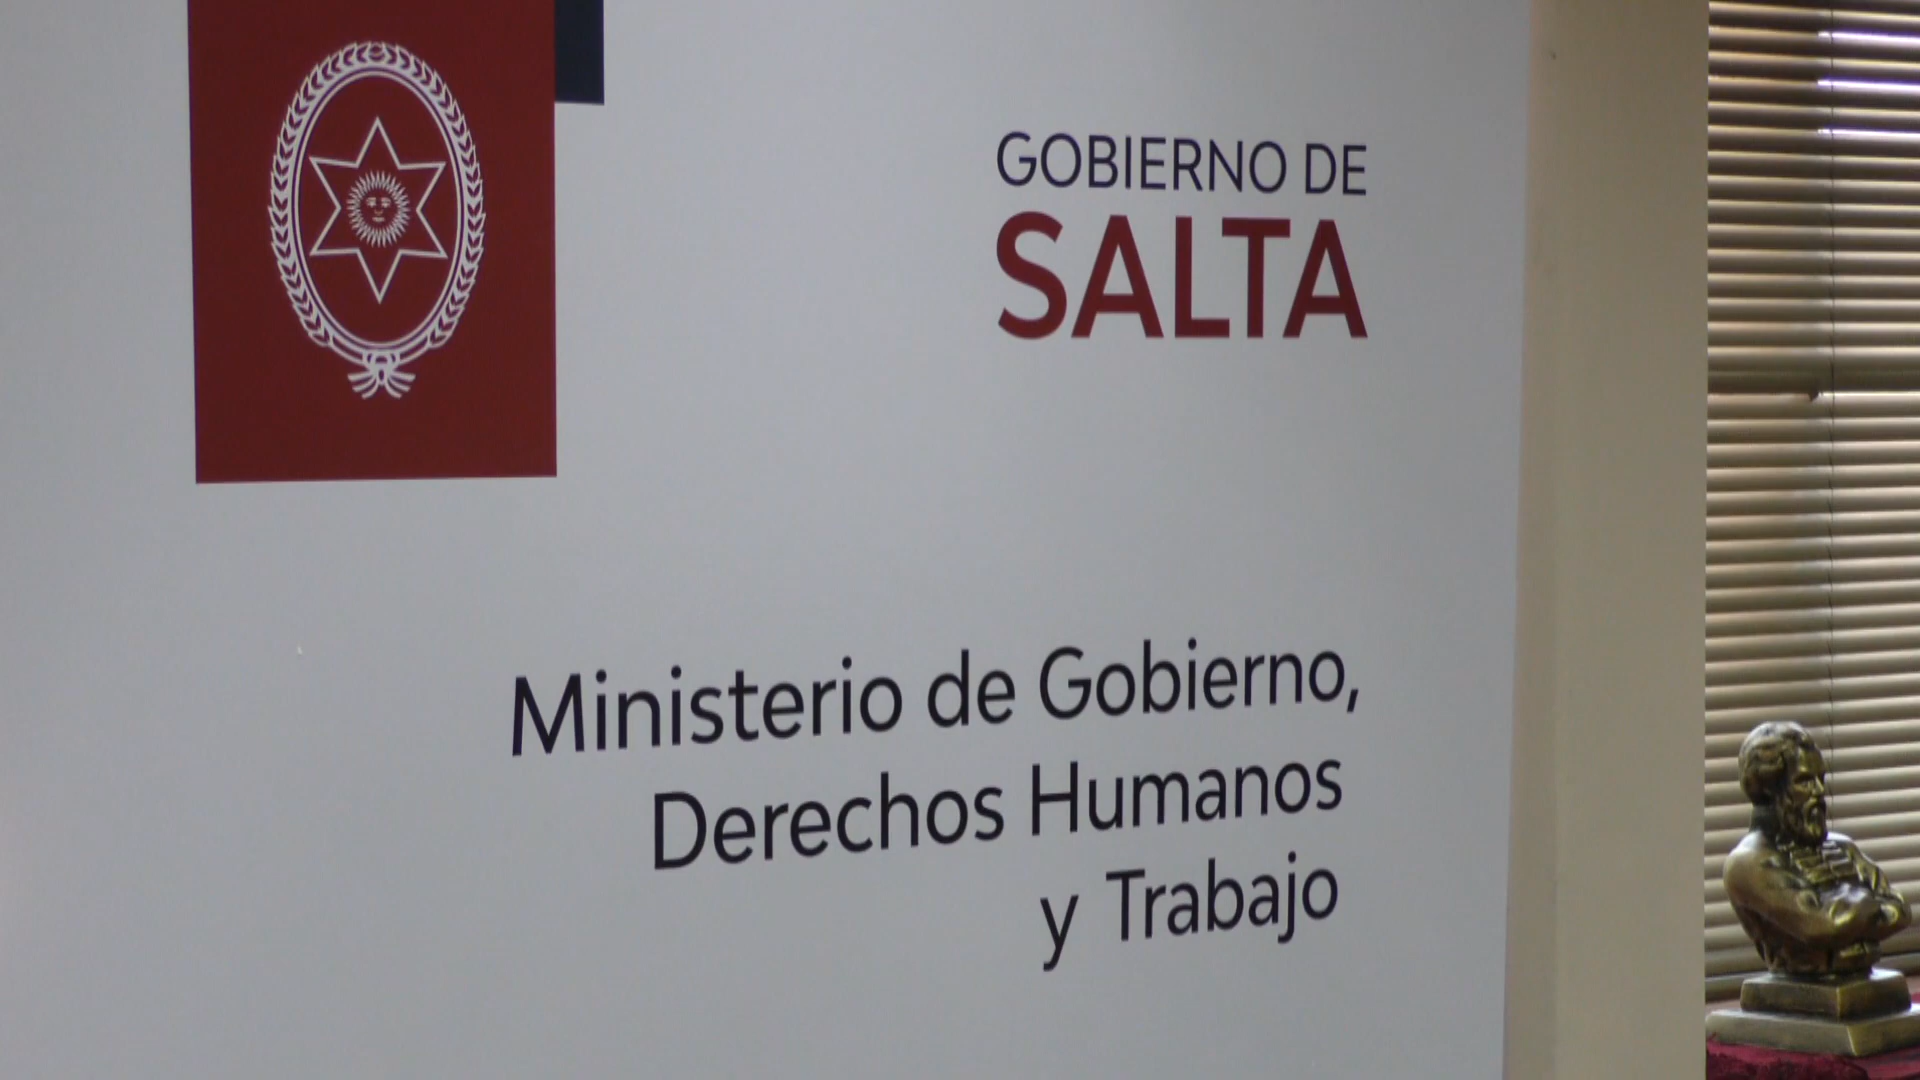 GOBIERNO DE
SALTA
Ministerio de Gobierno,
Derechos Humanos
y Trabajo